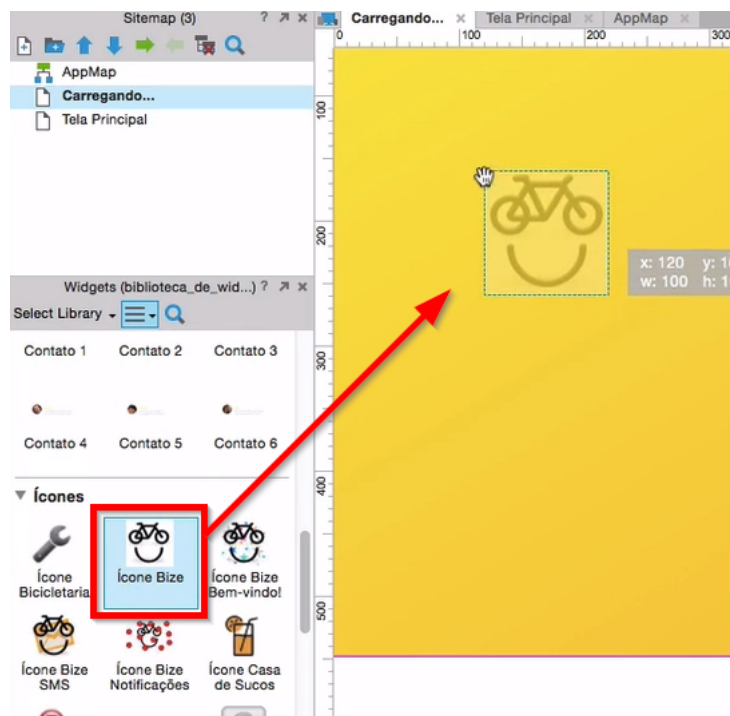 Sitemap (3) ?
Carregando...
Tela Principal
AppMap
0 100 200 300
AppMap
Carregando...
Tela Principal
100
200
300
400
500
x: 120
w: 100
Widgets (biblioteca_de_wid...) ?
Select Library
Contato 1 Contato 2 Contato 3
Contato 4 Contato 5 Contato 6
Ícones
Ícone Bicicletaria
Ícone Bize
Ícone Bize Bem-vindo!
Ícone Bize SMS
Ícone Bize Notificações
Ícone Casa de Sucos